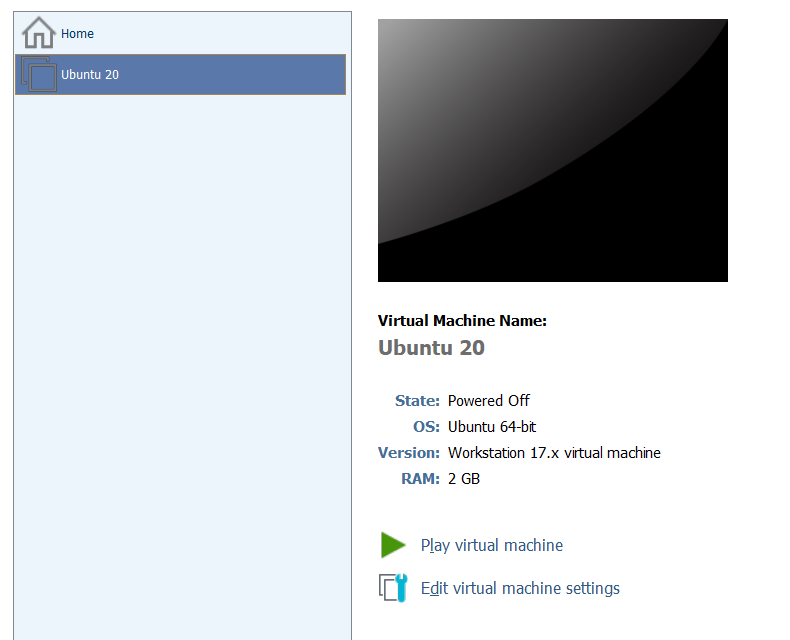 Home
Ubuntu 20
Virtual Machine Name:
Ubuntu 20
State: Powered Off
OS: Ubuntu 64-bit
Version: Workstation 17.x virtual machine
RAM: 2 GB
Play virtual machine
Edit virtual machine settings